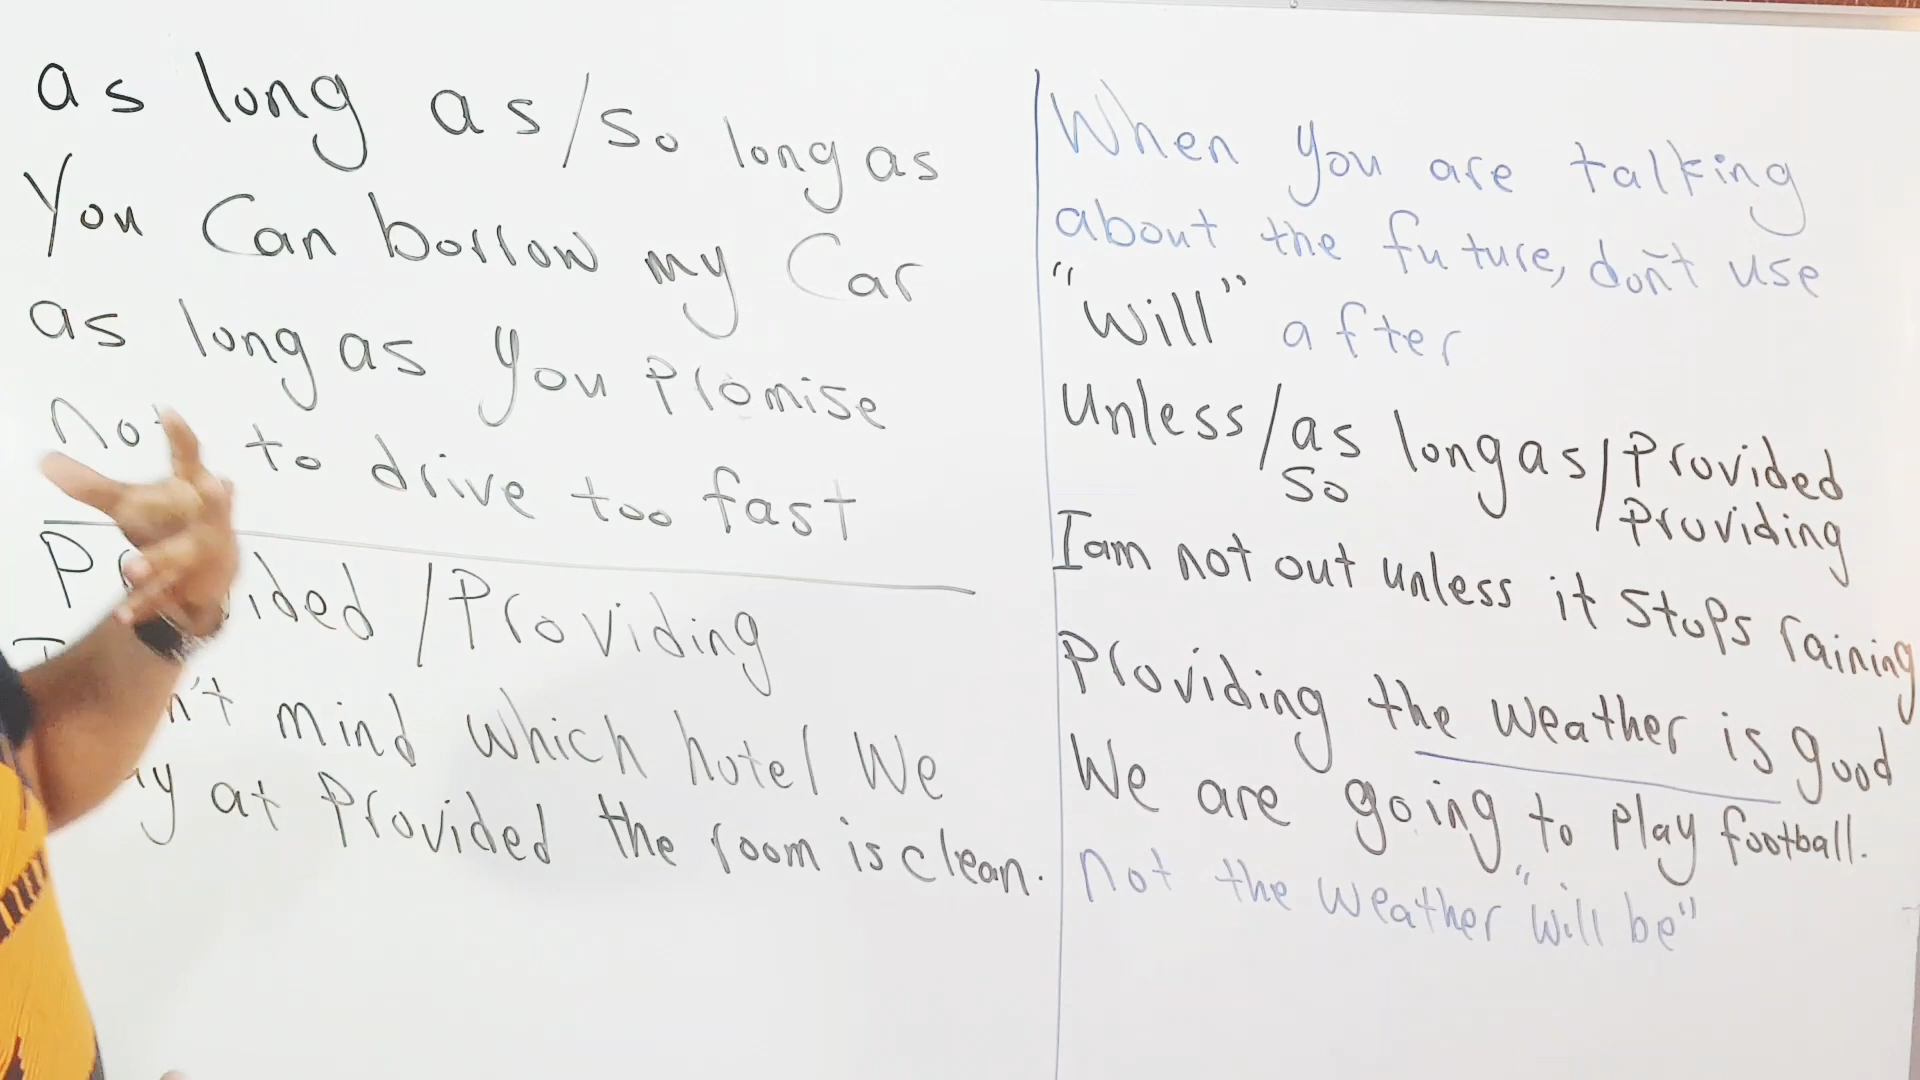 as long as/so long as
You Can borrow my Car
as long as you Promise
not to drive too fast
Provided/Providing
mind which hotel We
at Provided the room is clean.
When you are talking
about the future, don't use
"will" after
Unless/as long as/Provided
so Providing
I am not out unless it stops raining
Providing the weather is good
We are going to play football.
not the weather "will be"